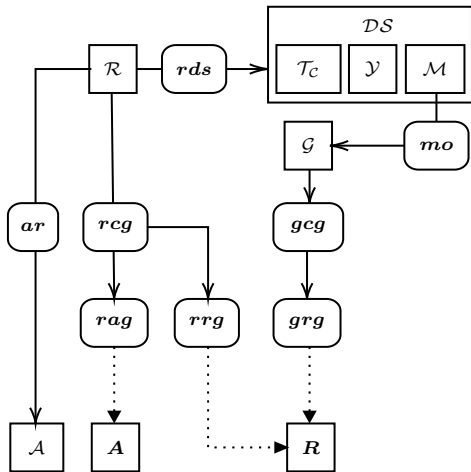 𝒟𝒮
ℛ rds 𝒯_𝒞 𝒴 ℳ
𝒢 mo
ar rcg gcg
rag rrg grg
𝒜 A R